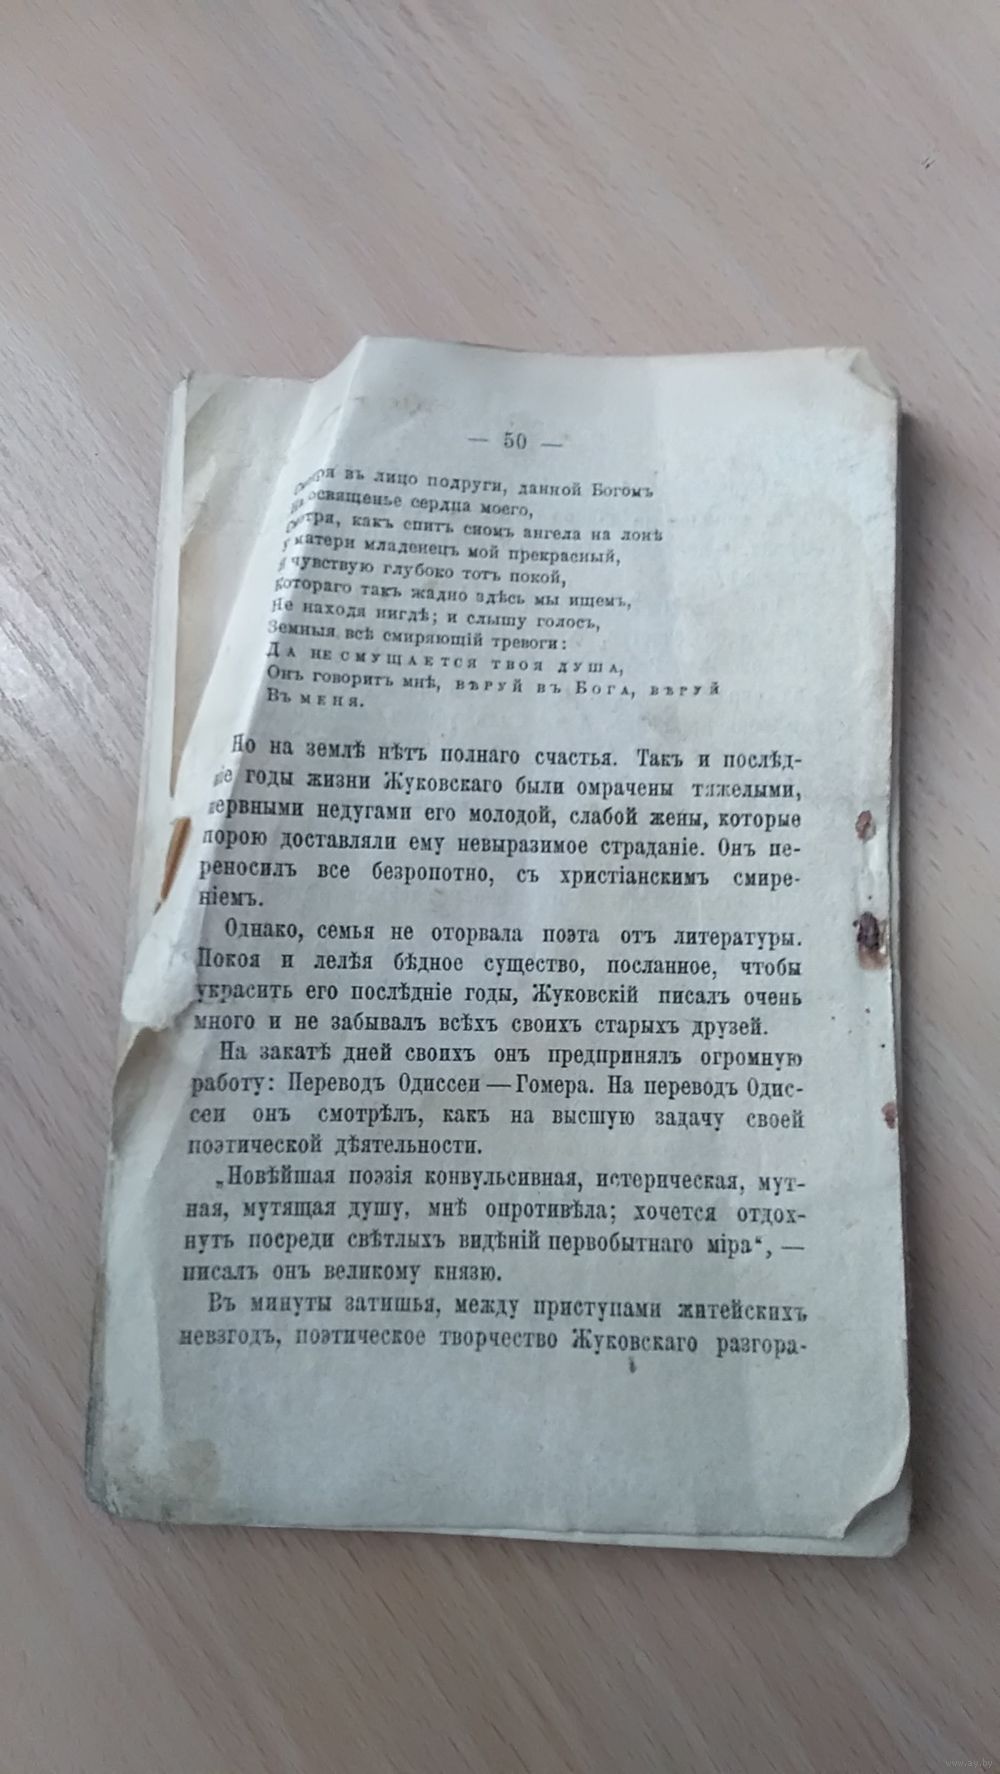 — 50 —
Смотря въ лицо подруги, данной Богомъ
На освященье сердца моего,
Смотря, какъ спитъ сномъ ангела на лонѣ
У матери младенецъ мой прекрасный,
Я чувствую глубоко тотъ покой,
Котораго такъ жадно здѣсь мы ищемъ,
Не находя нигдѣ; и слышу голосъ,
Земныя всѣ смиряющій тревоги:
Да не смущается твоя душа,
Онъ говоритъ мнѣ, вѣруй въ Бога, вѣруй
Въ меня.
Но на землѣ нѣтъ полнаго счастья. Такъ и послѣд-
ніе годы жизни Жуковскаго были омрачены тяжелыми,
нервными недугами его молодой, слабой жены, которые
порою доставляли ему невыразимое страданіе. Онъ пе-
реносилъ все безропотно, съ христіанскимъ смире-
ніемъ.
Однако, семья не оторвала поэта отъ литературы.
Покоя и лелѣя бѣдное существо, посланное, чтобы
украсить его послѣдніе годы, Жуковскій писалъ очень
много и не забывалъ всѣхъ своихъ старыхъ друзей.
На закатѣ дней своихъ онъ предпринялъ огромную
работу: Переводъ Одиссеи — Гомера. На переводъ Одис-
сеи онъ смотрѣлъ, какъ на высшую задачу своей
поэтической дѣятельности.
„Новѣйшая поэзія конвульсивная, истерическая, мут-
ная, мутящая душу, мнѣ опротивѣла; хочется отдох-
нуть посреди свѣтлыхъ видѣній первобытнаго міра“, —
писалъ онъ великому князю.
Въ минуты затишья, между приступами житейскихъ
невзгодъ, поэтическое творчество Жуковскаго разгора-
www.ay.by